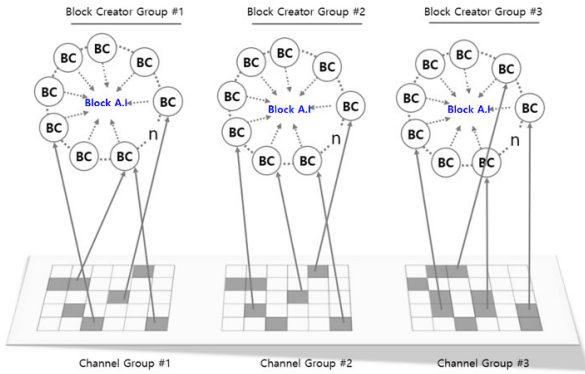 Block Creator Group #1
Block Creator Group #2
Block Creator Group #3
BC
BC
BC
BC
BC
BC
BC
BC
Block A.I
n
BC
BC
BC
BC
BC
BC
BC
BC
Block A.I
n
BC
BC
BC
BC
BC
BC
BC
BC
Block A.I
n
Channel Group #1
Channel Group #2
Channel Group #3